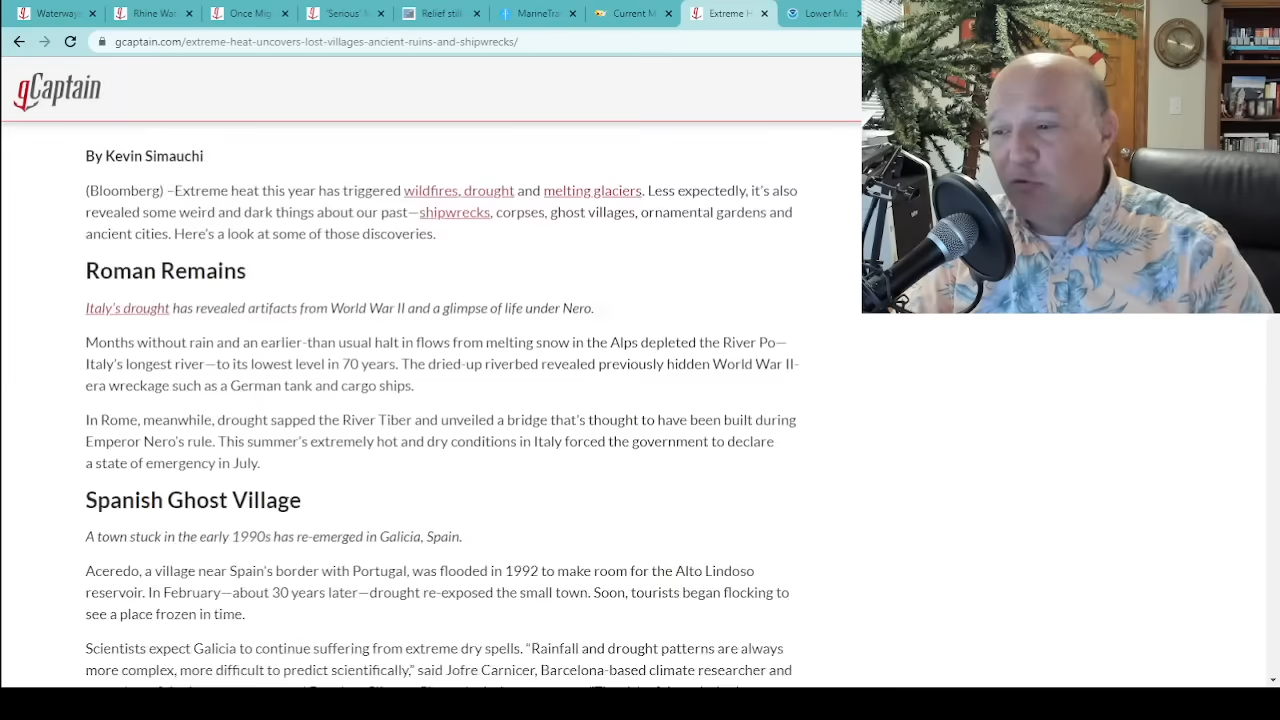 Waterways
Rhine Wa
Once Mig
'Serious'
Relief still
MarineTra
Current M
Extreme H
Lower Mis
gcaptain.com/extreme-heat-uncovers-lost-villages-ancient-ruins-and-shipwrecks/
gCaptain
By Kevin Simauchi
(Bloomberg) –Extreme heat this year has triggered wildfires, drought and melting glaciers. Less expectedly, it's also
revealed some weird and dark things about our past—shipwrecks, corpses, ghost villages, ornamental gardens and
ancient cities. Here's a look at some of those discoveries.
Roman Remains
Italy's drought has revealed artifacts from World War II and a glimpse of life under Nero.
Months without rain and an earlier-than usual halt in flows from melting snow in the Alps depleted the River Po—
Italy's longest river—to its lowest level in 70 years. The dried-up riverbed revealed previously hidden World War II-
era wreckage such as a German tank and cargo ships.
In Rome, meanwhile, drought sapped the River Tiber and unveiled a bridge that's thought to have been built during
Emperor Nero's rule. This summer's extremely hot and dry conditions in Italy forced the government to declare
a state of emergency in July.
Spanish Ghost Village
A town stuck in the early 1990s has re-emerged in Galicia, Spain.
Aceredo, a village near Spain's border with Portugal, was flooded in 1992 to make room for the Alto Lindoso
reservoir. In February—about 30 years later—drought re-exposed the small town. Soon, tourists began flocking to
see a place frozen in time.
Scientists expect Galicia to continue suffering from extreme dry spells. “Rainfall and drought patterns are always
more complex, more difficult to predict scientifically,” said Jofre Carnicer, Barcelona-based climate researcher and